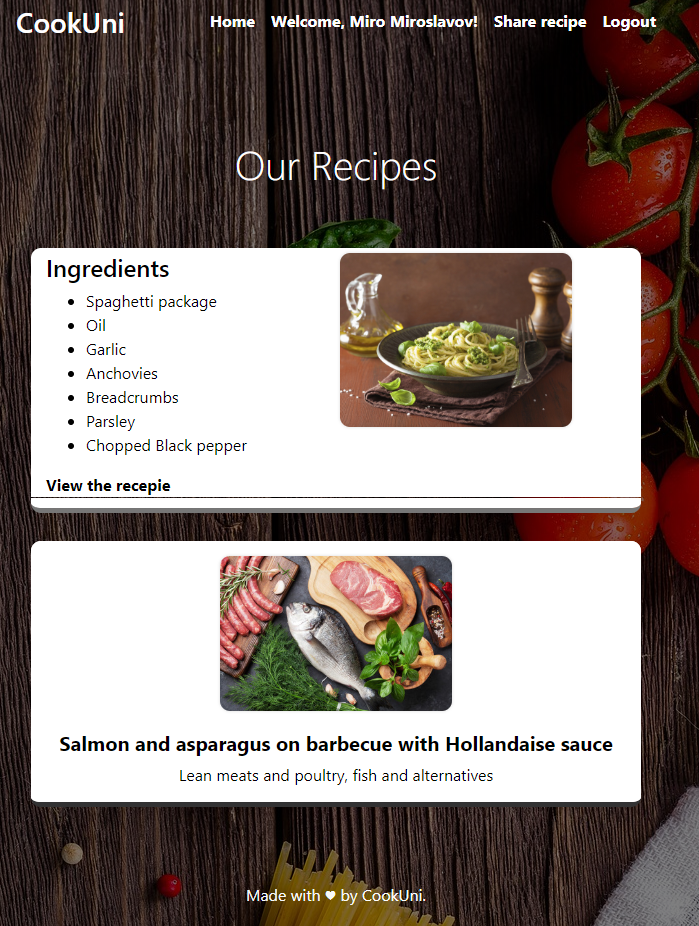 CookUni
Home Welcome, Miro Miroslavov! Share recipe Logout
Our Recipes
Ingredients
Spaghetti package
Oil
Garlic
Anchovies
Breadcrumbs
Parsley
Chopped Black pepper
View the recepie
Salmon and asparagus on barbecue with Hollandaise sauce
Lean meats and poultry, fish and alternatives
Made with ♥ by CookUni.